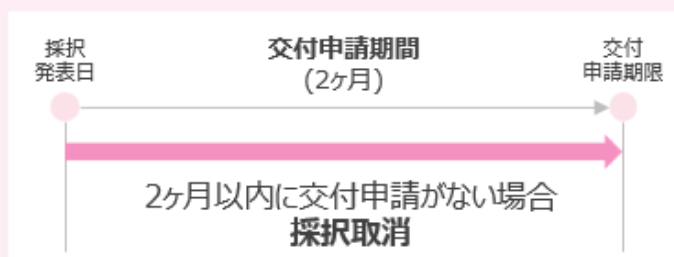 採択
発表日
交付申請期間
(2ヶ月)
交付
申請期限
2ヶ月以内に交付申請がない場合
採択取消